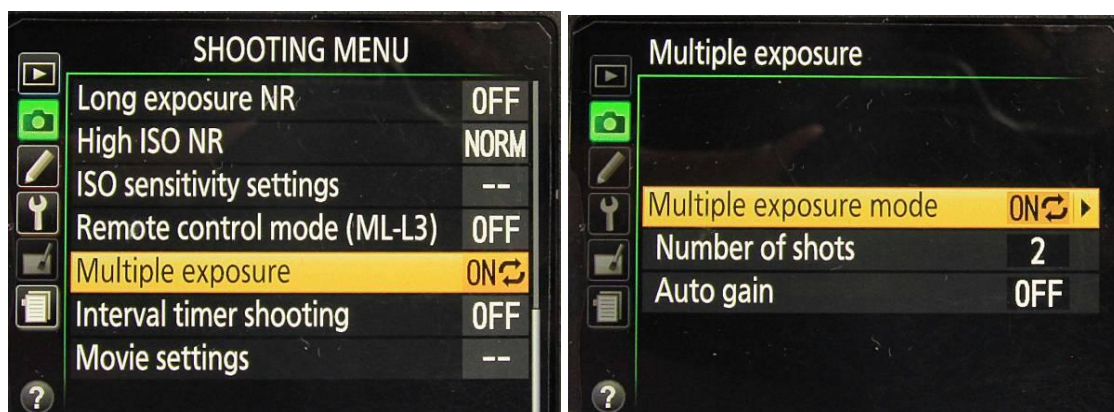 SHOOTING MENU
Long exposure NR OFF
High ISO NR NORM
ISO sensitivity settings --
Remote control mode (ML-L3) OFF
Multiple exposure ON
Interval timer shooting OFF
Movie settings --
?
Multiple exposure
Multiple exposure mode ON
Number of shots 2
Auto gain OFF
?